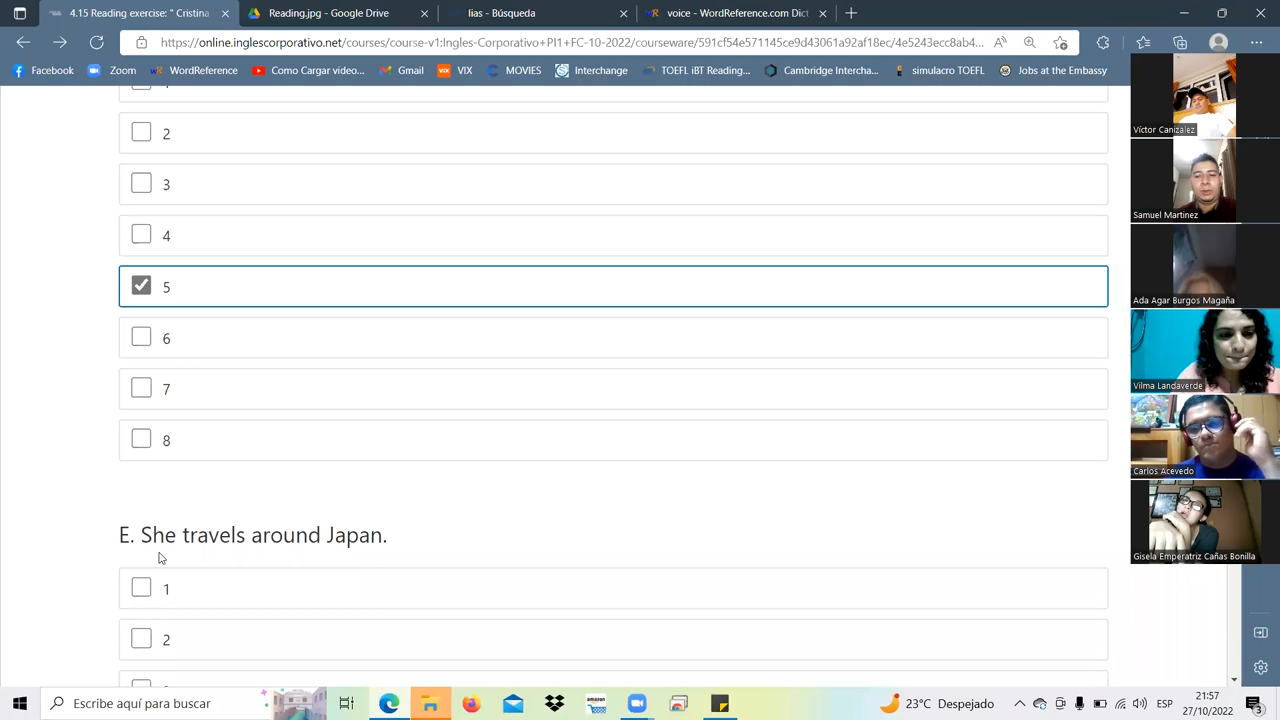 4.15 Reading exercise: " Cristina
Reading.jpg - Google Drive
lias - Búsqueda
voice - WordReference.com Dict
https://online.inglescorporativo.net/courses/course-v1:Ingles-Corporativo+PI1+FC-10-2022/courseware/591cf54e571145ce9d43061a92af18ec/4e5243ecc8ab4...
Facebook
Zoom
WordReference
Como Cargar video...
Gmail
VIX
MOVIES
Interchange
TOEFL iBT Reading...
Cambridge Intercha...
simulacro TOEFL
Jobs at the Embassy
2
3
4
5
6
7
8
E. She travels around Japan.
1
2
Víctor Canizalez
Samuel Martinez
Ada Agar Burgos Magaña
Vilma Landaverde
Carlos Acevedo
Gisela Emperatriz Cañas Bonilla
Escribe aquí para buscar
23°C Despejado
ESP
21:57
27/10/2022
3